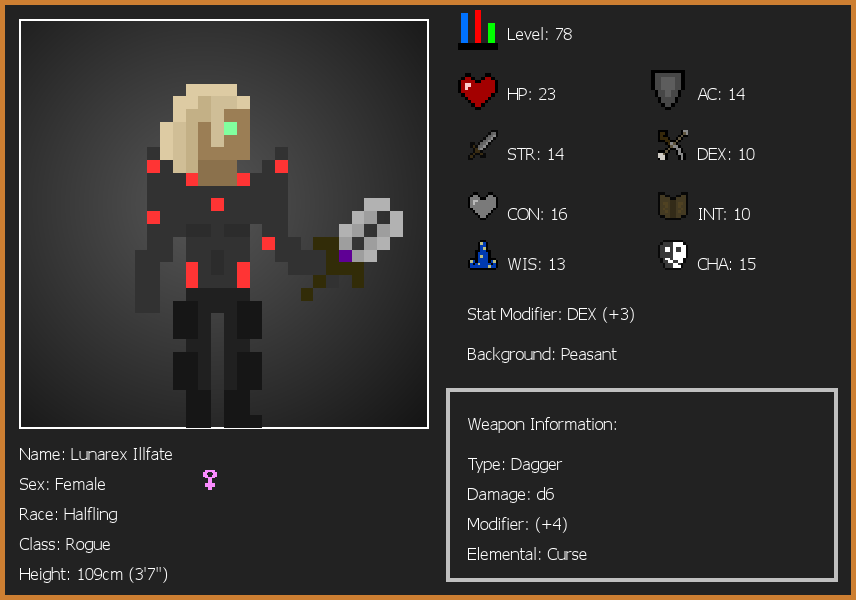 Level: 78
HP: 23
AC: 14
STR: 14
DEX: 10
CON: 16
INT: 10
WIS: 13
CHA: 15
Stat Modifier: DEX (+3)
Background: Peasant
Weapon Information:
Type: Dagger
Damage: d6
Modifier: (+4)
Elemental: Curse
Name: Lunarex Illfate
Sex: Female
Race: Halfling
Class: Rogue
Height: 109cm (3'7")